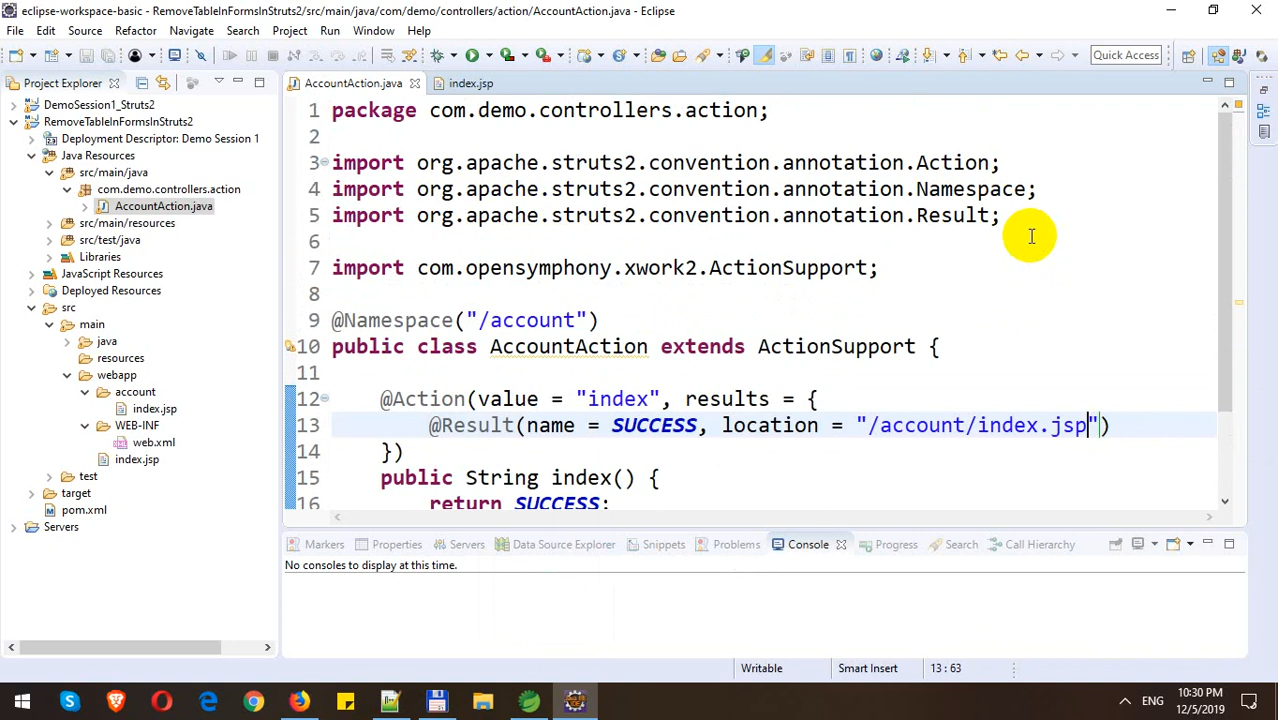 eclipse-workspace-basic - RemoveTableInFormsInStruts2/src/main/java/com/demo/controllers/action/AccountAction.java - Eclipse
File Edit Source Refactor Navigate Search Project Run Window Help
Quick Access
Project Explorer
AccountAction.java
index.jsp
DemoSession1_Struts2
RemoveTableInFormsInStruts2
Deployment Descriptor: Demo Session 1
Java Resources
src/main/java
com.demo.controllers.action
AccountAction.java
src/main/resources
src/test/java
Libraries
JavaScript Resources
Deployed Resources
src
main
java
resources
webapp
account
index.jsp
WEB-INF
web.xml
index.jsp
test
target
pom.xml
Servers
1 package com.demo.controllers.action;
2
3 import org.apache.struts2.convention.annotation.Action;
4 import org.apache.struts2.convention.annotation.Namespace;
5 import org.apache.struts2.convention.annotation.Result;
6
7 import com.opensymphony.xwork2.ActionSupport;
8
9 @Namespace("/account")
10 public class AccountAction extends ActionSupport {
11
12 @Action(value = "index", results = {
13 @Result(name = SUCCESS, location = "/account/index.jsp")
14 })
15 public String index() {
16 return SUCCESS;
Markers Properties Servers Data Source Explorer Snippets Problems Console Progress Search Call Hierarchy
No consoles to display at this time.
Writable Smart Insert 13 : 63
ENG
10:30 PM
12/5/2019